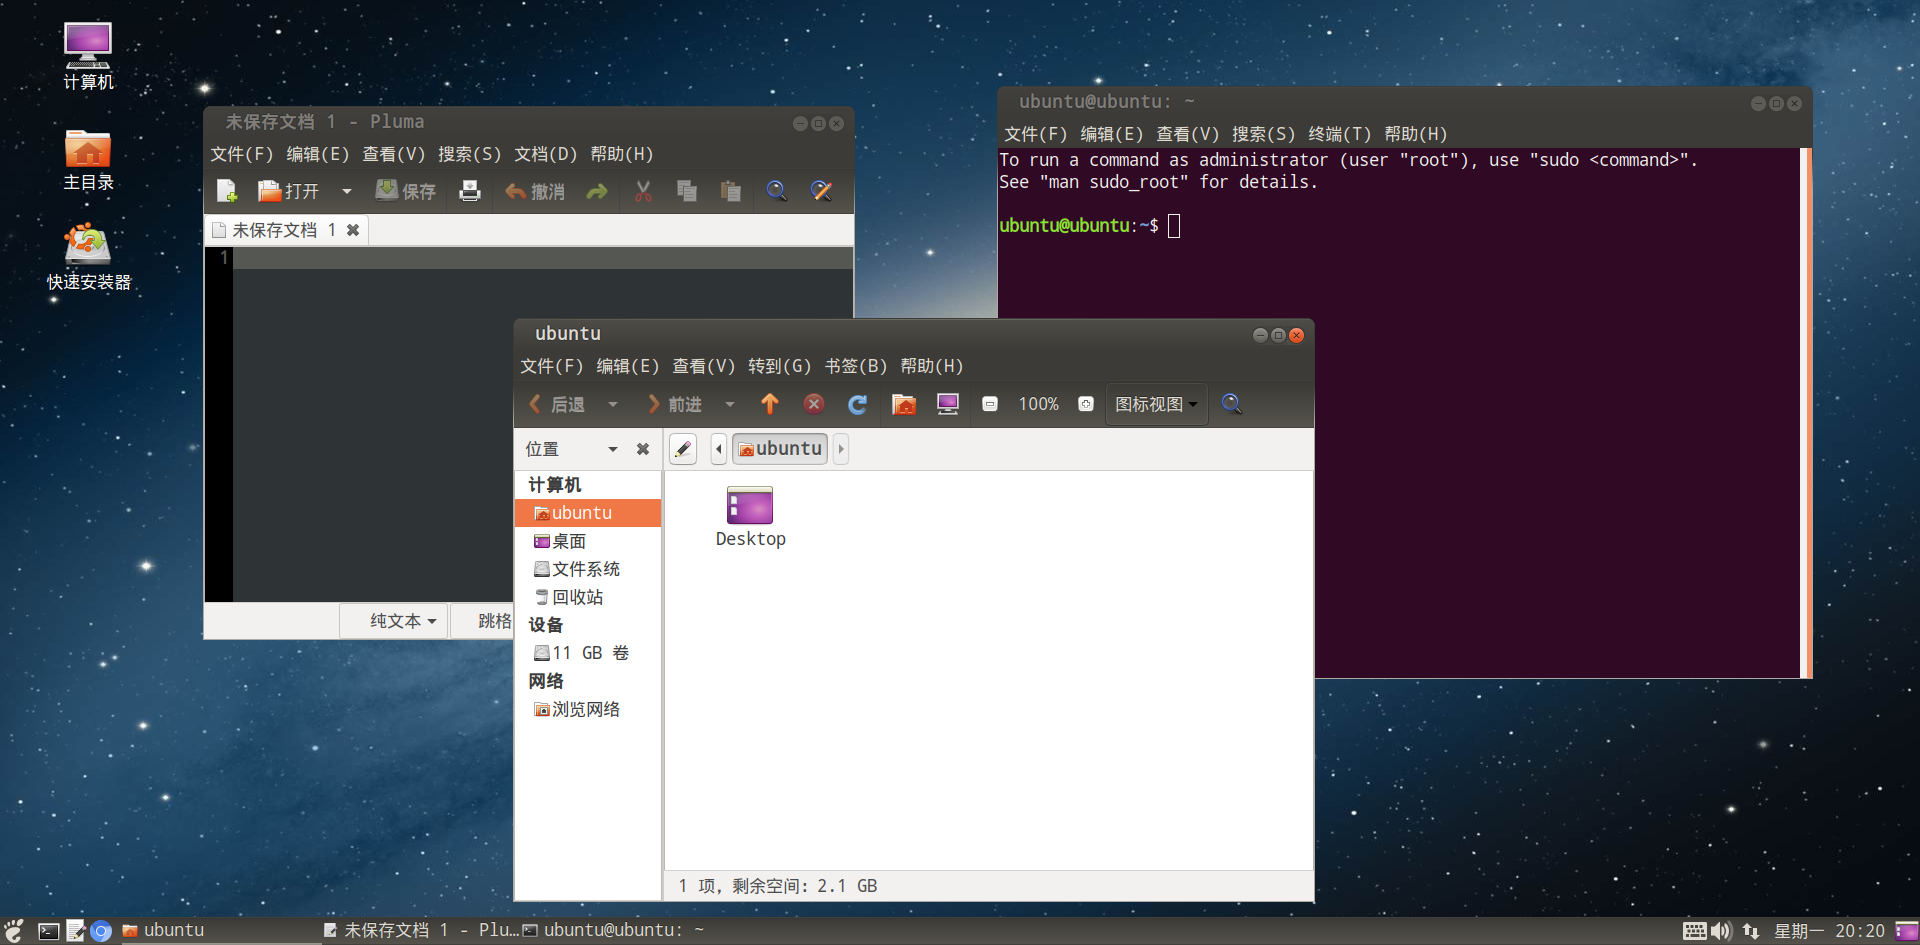 计算机
主目录
快速安装器
未保存文档 1 - Pluma
文件(F) 编辑(E) 查看(V) 搜索(S) 文档(D) 帮助(H)
打开 保存 撤消
未保存文档 1
1
纯文本 跳格
ubuntu@ubuntu: ~
文件(F) 编辑(E) 查看(V) 搜索(S) 终端(T) 帮助(H)
To run a command as administrator (user "root"), use "sudo <command>".
See "man sudo_root" for details.
ubuntu@ubuntu:~$
ubuntu
文件(F) 编辑(E) 查看(V) 转到(G) 书签(B) 帮助(H)
后退 前进 100% 图标视图
位置 ubuntu
计算机
ubuntu
桌面
文件系统
回收站
设备
11 GB 卷
网络
浏览网络
Desktop
1 项，剩余空间：2.1 GB
ubuntu 未保存文档 1 - Plu... ubuntu@ubuntu: ~ 星期一 20:20